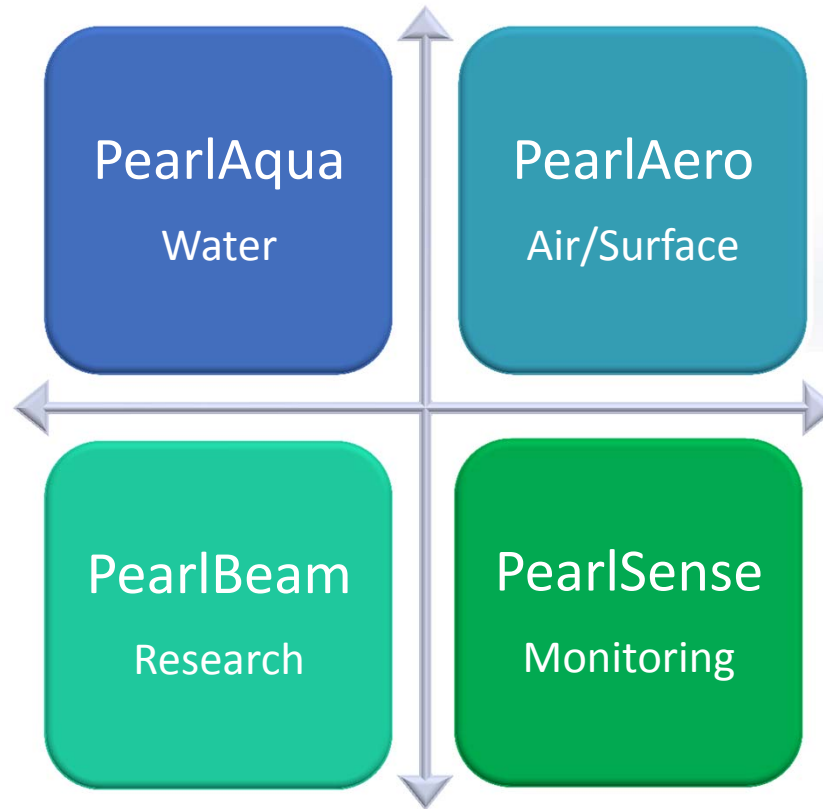 PearlAqua
Water
PearlAero
Air/Surface
PearlBeam
Research
PearlSense
Monitoring